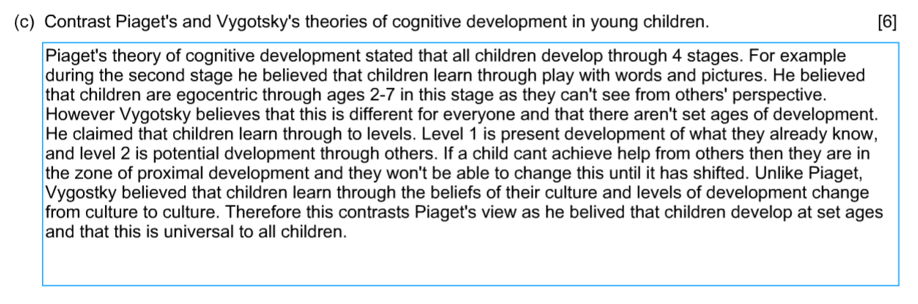 (c) Contrast Piaget's and Vygotsky's theories of cognitive development in young children. [6]
Piaget's theory of cognitive development stated that all children develop through 4 stages. For example
during the second stage he believed that children learn through play with words and pictures. He believed
that children are egocentric through ages 2-7 in this stage as they can't see from others' perspective.
However Vygotsky believes that this is different for everyone and that there aren't set ages of development.
He claimed that children learn through to levels. Level 1 is present development of what they already know,
and level 2 is potential dvelopment through others. If a child cant achieve help from others then they are in
the zone of proximal development and they won't be able to change this until it has shifted. Unlike Piaget,
Vygostky believed that children learn through the beliefs of their culture and levels of development change
from culture to culture. Therefore this contrasts Piaget's view as he belived that children develop at set ages
and that this is universal to all children.